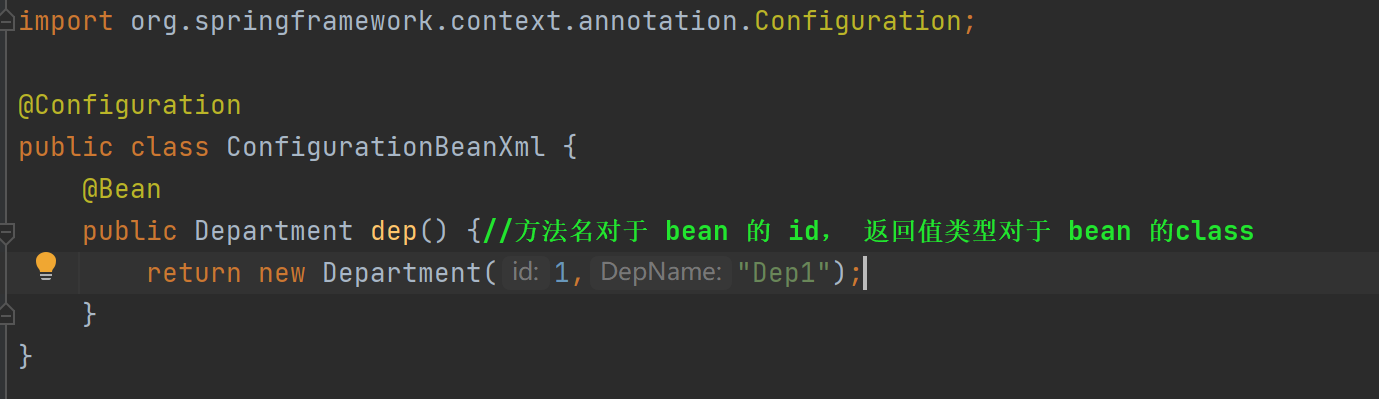 import org.springframework.context.annotation.Configuration;
@Configuration
public class ConfigurationBeanXml {
@Bean
public Department dep() {//方法名对于 bean 的 id， 返回值类型对于 bean 的class
return new Department( id: 1, DepName: "Dep1");
}
}